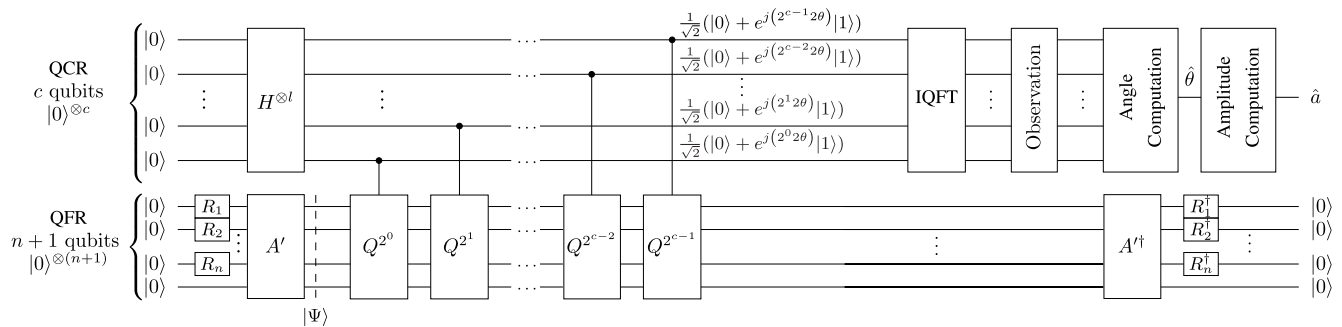 QCR
c qubits
|0⟩^{⊗c}
|0⟩
|0⟩
⋮
|0⟩
|0⟩
H^{⊗l}
⋮
...
...
...
...
1/√2(|0⟩ + e^{j(2^{c−1}2θ)}|1⟩)
1/√2(|0⟩ + e^{j(2^{c−2}2θ)}|1⟩)
⋮
1/√2(|0⟩ + e^{j(2^1 2θ)}|1⟩)
1/√2(|0⟩ + e^{j(2^0 2θ)}|1⟩)
IQFT
⋮
Observation
⋮
Angle
Computation
θ̂
Amplitude
Computation
â
QFR
n + 1 qubits
|0⟩^{⊗(n+1)}
|0⟩
|0⟩
|0⟩
|0⟩
R_1
R_2
⋮
R_n
A′
|Ψ⟩
Q^{2^0}
Q^{2^1}
...
...
...
...
Q^{2^{c−2}}
Q^{2^{c−1}}
⋮
A′^†
R_1^†
R_2^†
⋮
R_n^†
|0⟩
|0⟩
|0⟩
|0⟩